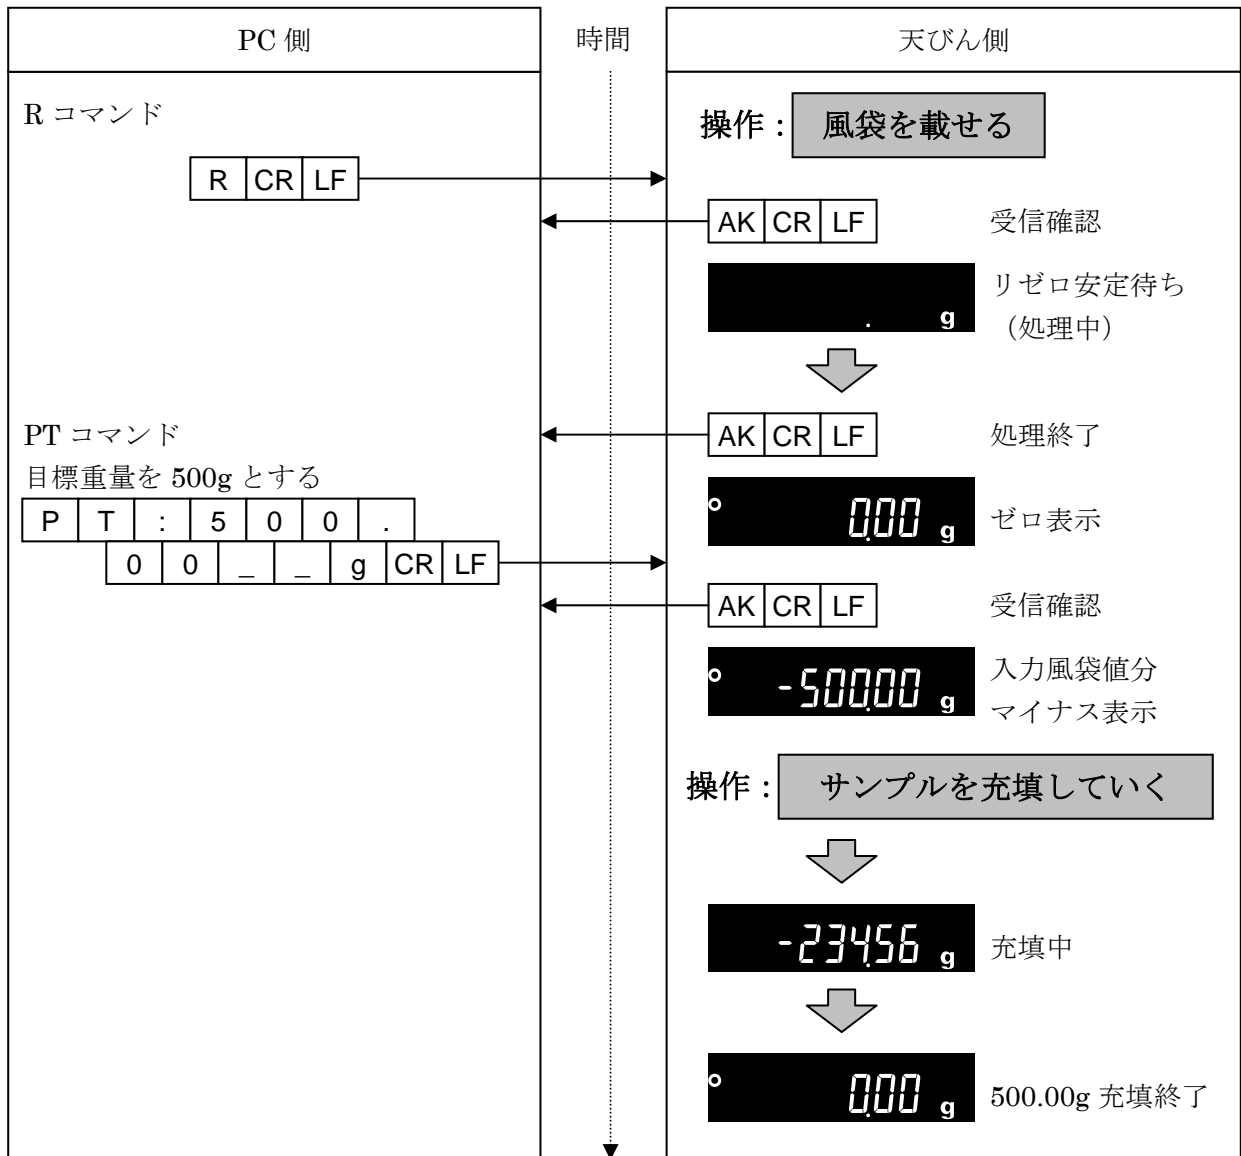 PC 側
時間
天びん側
R コマンド
操作： 風袋を載せる
R CR LF
AK CR LF 受信確認
. g リゼロ安定待ち
（処理中）
PT コマンド
AK CR LF 処理終了
目標重量を 500g とする
P T : 5 0 0 .
0.00 g ゼロ表示
0 0 _ _ g CR LF
AK CR LF 受信確認
-500.00 g 入力風袋値分
マイナス表示
操作： サンプルを充填していく
-234.56 g 充填中
0.00 g 500.00g 充填終了